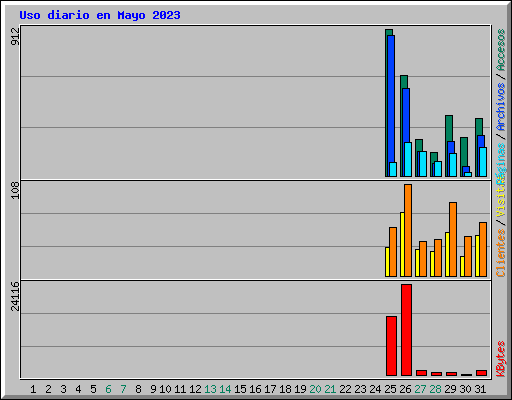 Uso diario en Mayo 2023
912
108
24116
Accesos / Archivos / Páginas
Clientes / Visitas
KBytes
1 2 3 4 5 6 7 8 9 10 11 12 13 14 15 16 17 18 19 20 21 22 23 24 25 26 27 28 29 30 31